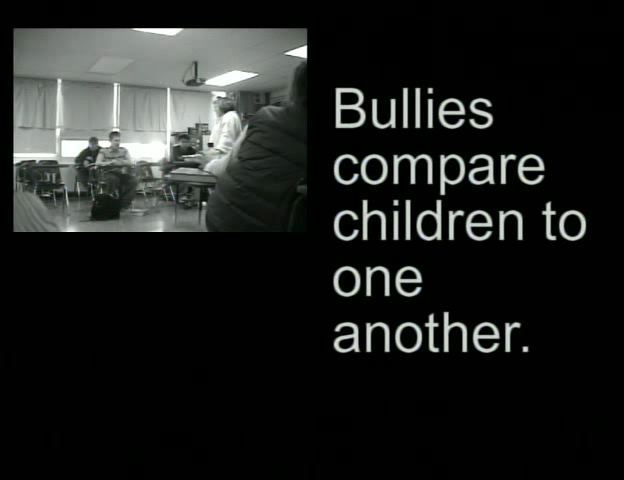 Bullies
compare
children to
one
another.